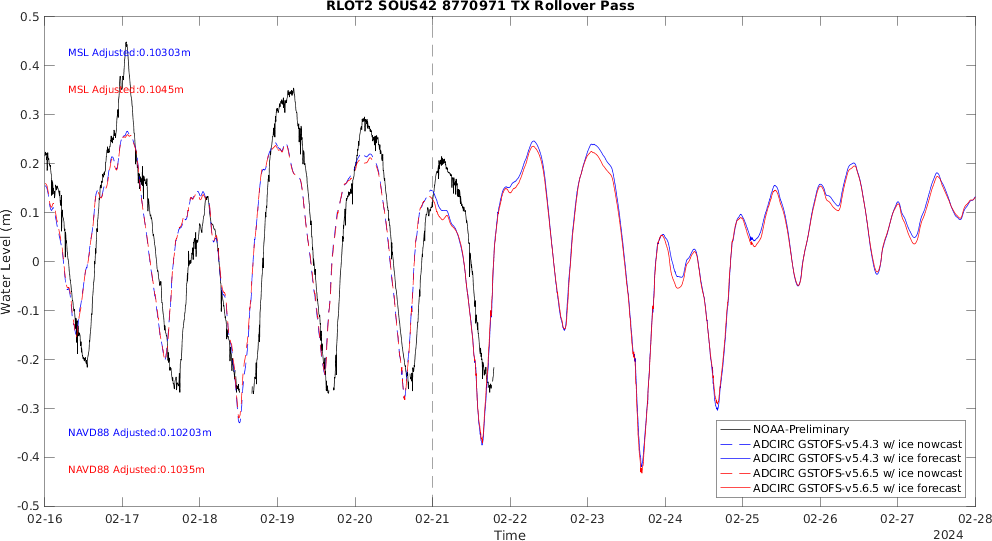 RLOT2 SOUS42 8770971 TX Rollover Pass
0.5
0.4
0.3
0.2
0.1
0
-0.1
-0.2
-0.3
-0.4
-0.5
Water Level (m)
MSL Adjusted:0.10303m
MSL Adjusted:0.1045m
NAVD88 Adjusted:0.10203m
NAVD88 Adjusted:0.1035m
NOAA-Preliminary
ADCIRC GSTOFS-v5.4.3 w/ ice nowcast
ADCIRC GSTOFS-v5.4.3 w/ ice forecast
ADCIRC GSTOFS-v5.6.5 w/ ice nowcast
ADCIRC GSTOFS-v5.6.5 w/ ice forecast
02-16 02-17 02-18 02-19 02-20 02-21 02-22 02-23 02-24 02-25 02-26 02-27 02-28
Time
2024